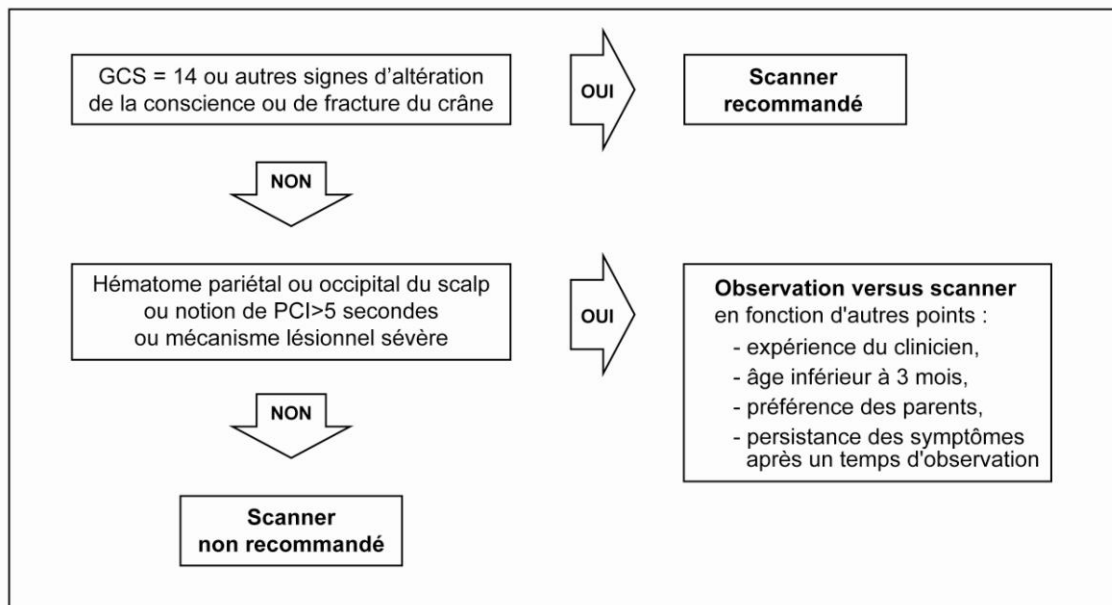 GCS = 14 ou autres signes d'altération
de la conscience ou de fracture du crâne
OUI
Scanner
recommandé
NON
Hématome pariétal ou occipital du scalp
ou notion de PCI>5 secondes
ou mécanisme lésionnel sévère
OUI
Observation versus scanner
en fonction d'autres points :
- expérience du clinicien,
- âge inférieur à 3 mois,
- préférence des parents,
- persistance des symptômes
après un temps d'observation
NON
Scanner
non recommandé